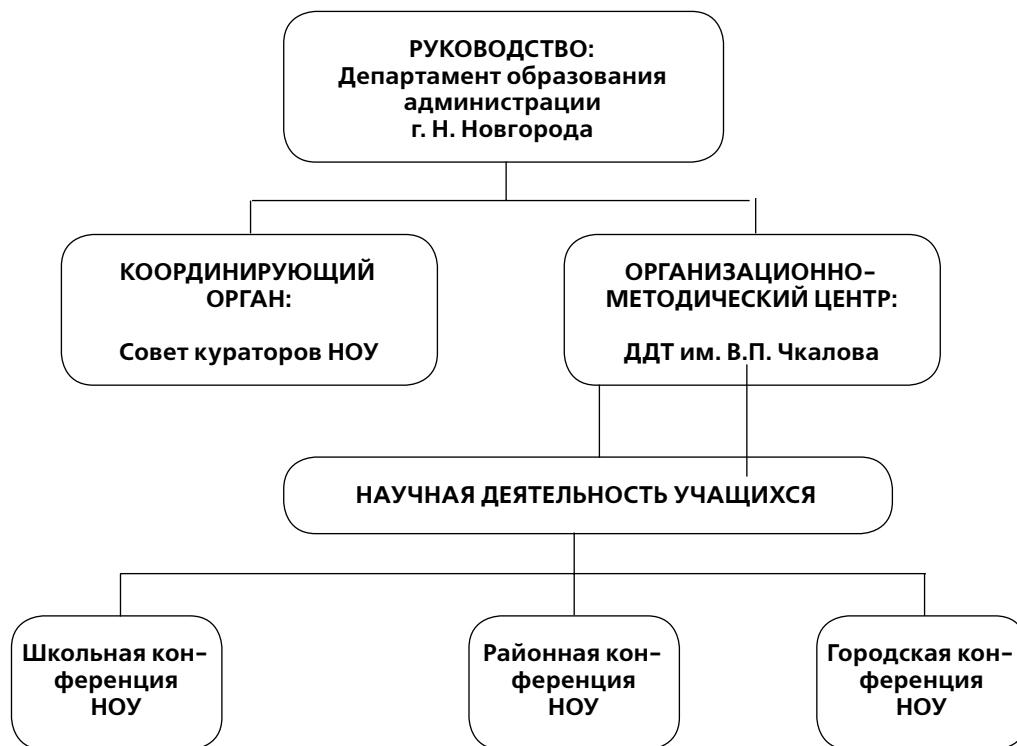 РУКОВОДСТВО:
Департамент образования
администрации
г. Н. Новгорода
КООРДИНИРУЮЩИЙ
ОРГАН:
Совет кураторов НОУ
ОРГАНИЗАЦИОННО-
МЕТОДИЧЕСКИЙ ЦЕНТР:
ДДТ им. В.П. Чкалова
НАУЧНАЯ ДЕЯТЕЛЬНОСТЬ УЧАЩИХСЯ
Школьная кон-
ференция
НОУ
Районная кон-
ференция
НОУ
Городская кон-
ференция
НОУ